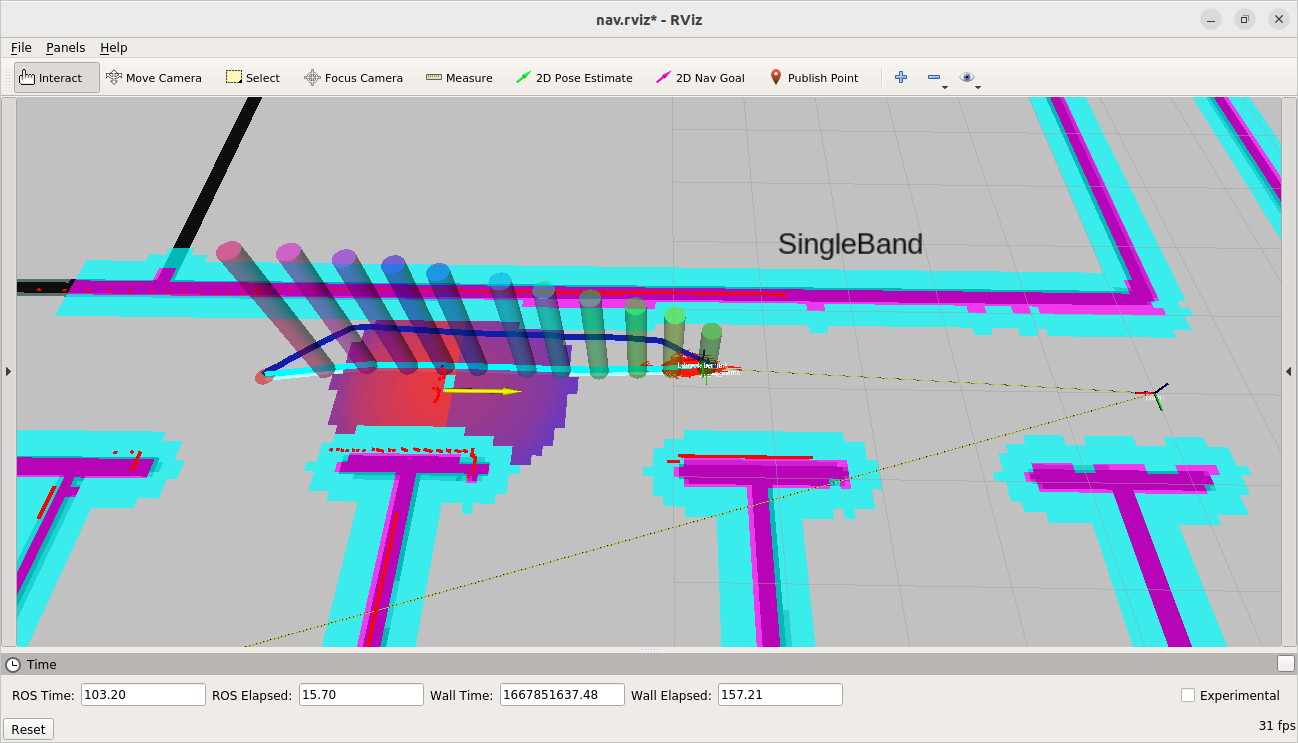 nav.rviz* - RViz
File Panels Help
Interact Move Camera Select Focus Camera Measure 2D Pose Estimate 2D Nav Goal Publish Point
SingleBand
Time
ROS Time: 103.20 ROS Elapsed: 15.70 Wall Time: 1667851637.48 Wall Elapsed: 157.21 Experimental
Reset 31 fps